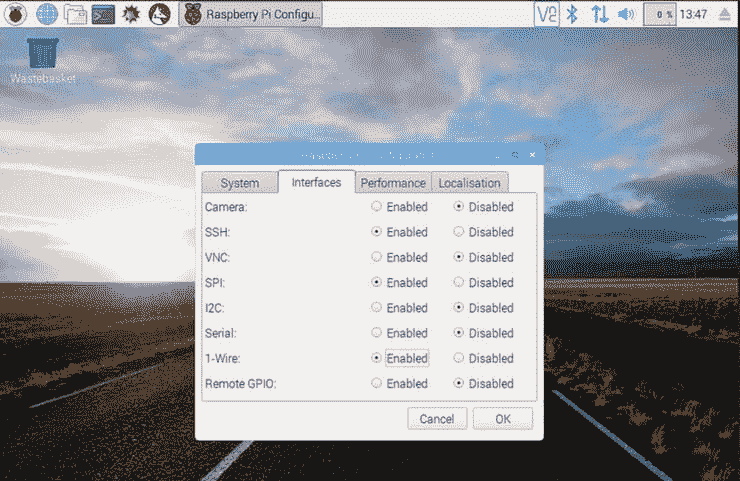 Raspberry Pi Configu... 0 % 13:47
Wastebasket
System Interfaces Performance Localisation
Camera: Enabled Disabled
SSH: Enabled Disabled
VNC: Enabled Disabled
SPI: Enabled Disabled
I2C: Enabled Disabled
Serial: Enabled Disabled
1-Wire: Enabled Disabled
Remote GPIO: Enabled Disabled
Cancel OK